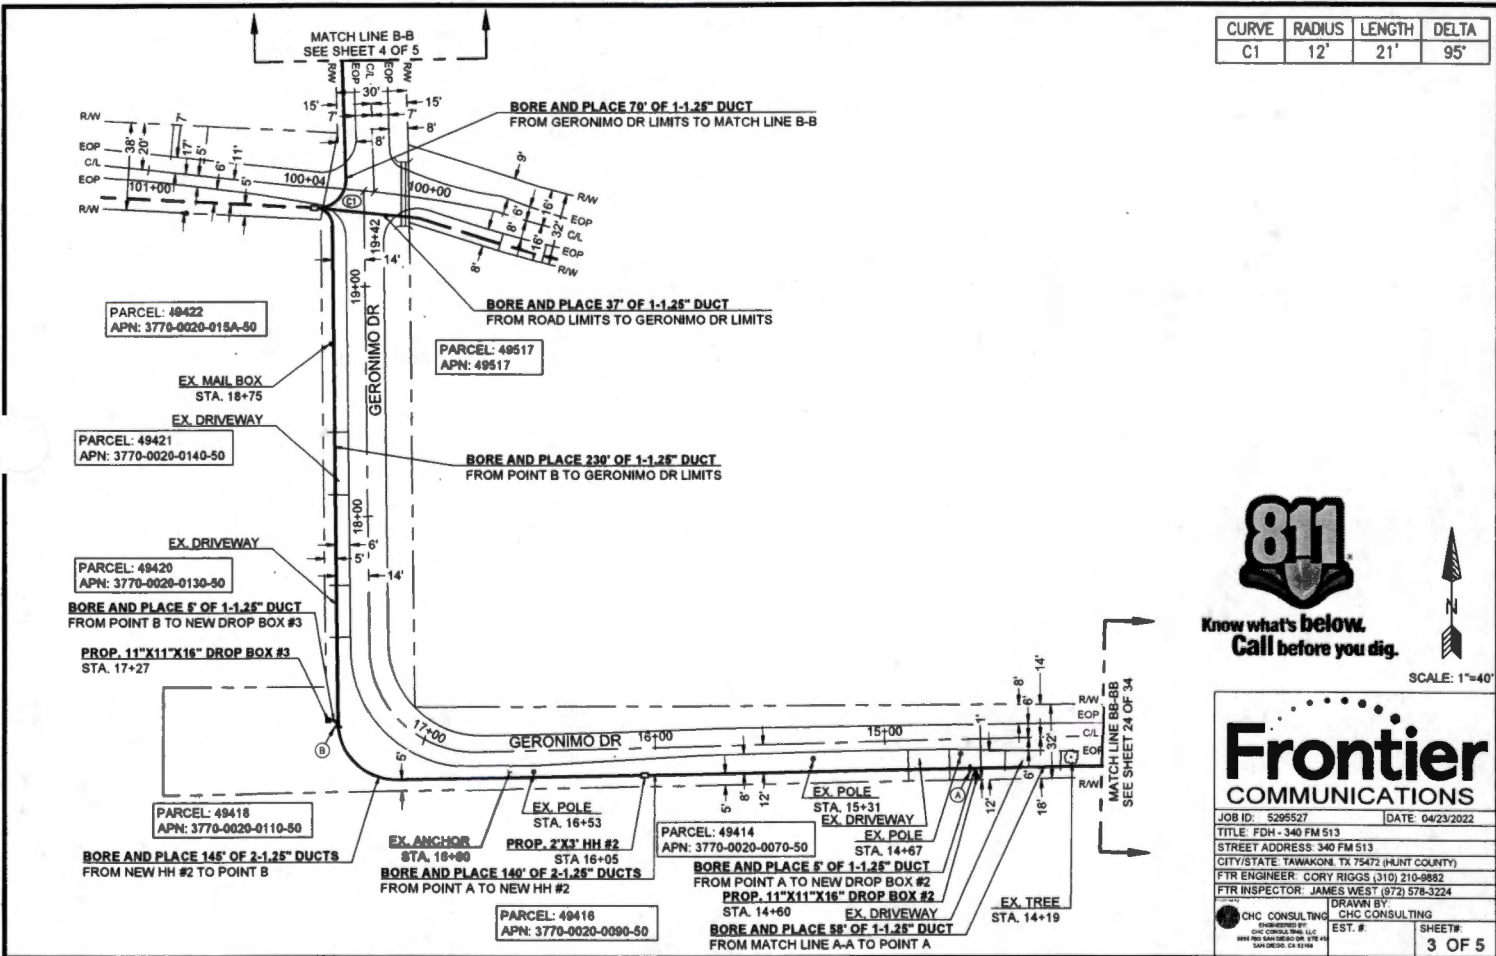 MATCH LINE B-B
SEE SHEET 4 OF 5
CURVE RADIUS LENGTH DELTA
C1 12' 21' 95°
R/W EOP C/L EOP R/W
30'
15' 15'
7' 7'
8' 8'
BORE AND PLACE 70' OF 1-1.25" DUCT
FROM GERONIMO DR LIMITS TO MATCH LINE B-B
R/W
EOP
C/L
EOP
R/W
38' 20' 7' 17' 5' 11' 6' 5'
101+00
100+04
100+00
C1
9'
R/W
EOP
C/L
EOP
R/W
6' 16' 8' 32' 16'
8'
19+42
14'
19+00
GERONIMO DR
BORE AND PLACE 37' OF 1-1.25" DUCT
FROM ROAD LIMITS TO GERONIMO DR LIMITS
PARCEL: 49422
APN: 3770-0020-015A-50
PARCEL: 49517
APN: 49517
EX. MAIL BOX
STA. 18+75
EX. DRIVEWAY
PARCEL: 49421
APN: 3770-0020-0140-50
BORE AND PLACE 230' OF 1-1.25" DUCT
FROM POINT B TO GERONIMO DR LIMITS
18+00
EX. DRIVEWAY
6'
5'
14'
PARCEL: 49420
APN: 3770-0020-0130-50
BORE AND PLACE 5' OF 1-1.25" DUCT
FROM POINT B TO NEW DROP BOX #3
PROP. 11"X11"X16" DROP BOX #3
STA. 17+27
B
17+00
GERONIMO DR
16+00
15+00
5'
5' 8' 12'
1'
12'
18'
8' 6' 14'
32'
6'
R/W
EOP
C/L
EOP
R/W
MATCH LINE BB-BB
SEE SHEET 24 OF 34
A
PARCEL: 49418
APN: 3770-0020-0110-50
BORE AND PLACE 145' OF 2-1.25" DUCTS
FROM NEW HH #2 TO POINT B
EX. ANCHOR
STA. 16+60
EX. POLE
STA. 16+53
PROP. 2'X3' HH #2
STA 16+05
BORE AND PLACE 140' OF 2-1.25" DUCTS
FROM POINT A TO NEW HH #2
PARCEL: 49416
APN: 3770-0020-0090-50
PARCEL: 49414
APN: 3770-0020-0070-50
EX. POLE
STA. 15+31
EX. DRIVEWAY
EX. POLE
STA. 14+67
BORE AND PLACE 5' OF 1-1.25" DUCT
FROM POINT A TO NEW DROP BOX #2
PROP. 11"X11"X16" DROP BOX #2
STA. 14+60
EX. DRIVEWAY
BORE AND PLACE 58' OF 1-1.25" DUCT
FROM MATCH LINE A-A TO POINT A
EX. TREE
STA. 14+19
811
Know what's below.
Call before you dig.
N
SCALE: 1"=40'
Frontier
COMMUNICATIONS
JOB ID: 5295527 DATE: 04/23/2022
TITLE: FDH - 340 FM 513
STREET ADDRESS: 340 FM 513
CITY/STATE: TAWAKONI, TX 75472 (HUNT COUNTY)
FTR ENGINEER: CORY RIGGS (310) 210-9882
FTR INSPECTOR: JAMES WEST (972) 578-3224
CHC CONSULTING
ENGINEERED BY:
CHC CONSULTING, LLC
DRAWN BY:
CHC CONSULTING
EST. #:
SHEET#:
3 OF 5